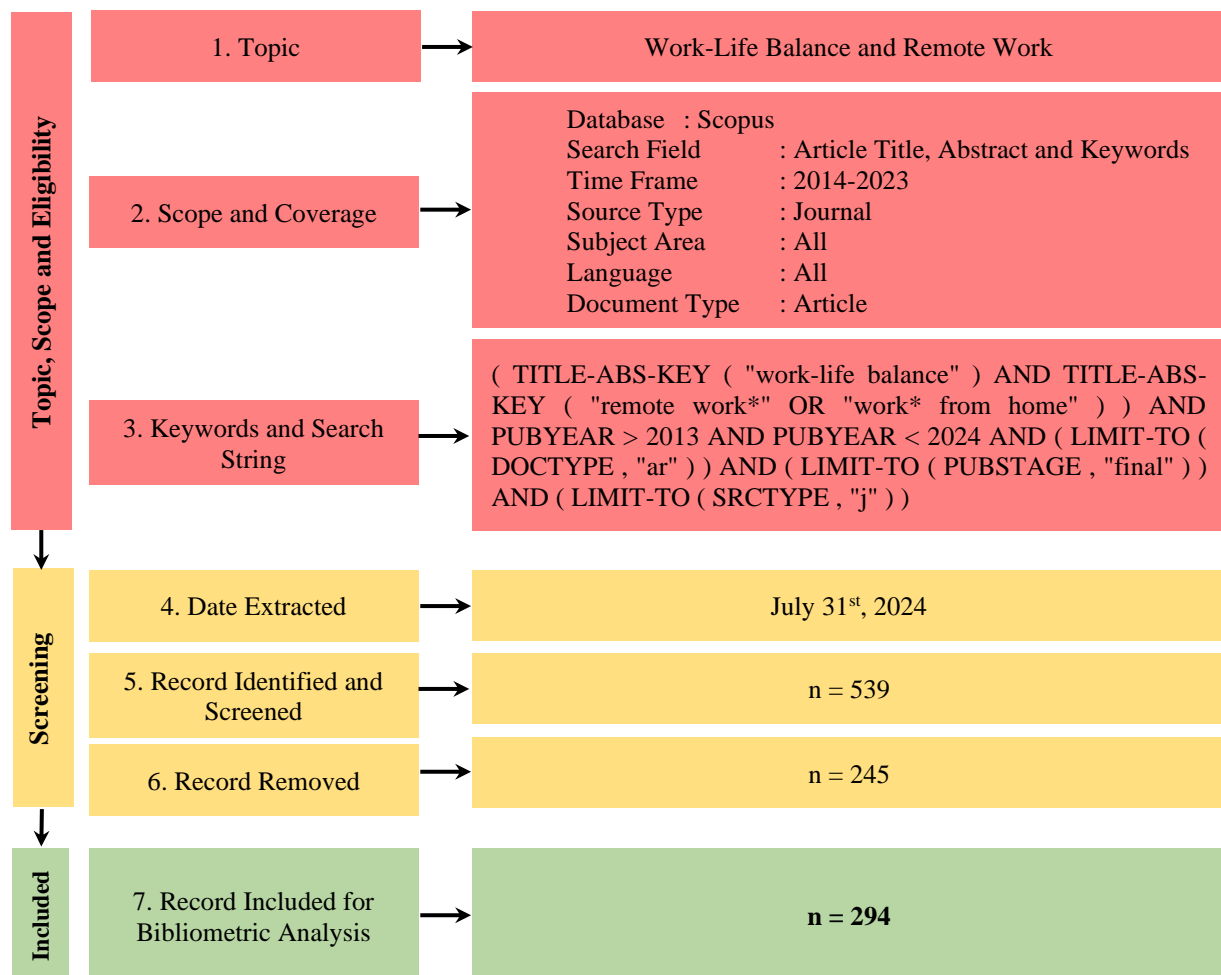 Topic, Scope and Eligibility
1. Topic
Work-Life Balance and Remote Work
2. Scope and Coverage
Database : Scopus
Search Field : Article Title, Abstract and Keywords
Time Frame : 2014-2023
Source Type : Journal
Subject Area : All
Language : All
Document Type : Article
3. Keywords and Search
String
( TITLE-ABS-KEY ( "work-life balance" ) AND TITLE-ABS-
KEY ( "remote work*" OR "work* from home" ) ) AND
PUBYEAR > 2013 AND PUBYEAR < 2024 AND ( LIMIT-TO (
DOCTYPE , "ar" ) ) AND ( LIMIT-TO ( PUBSTAGE , "final" ) )
AND ( LIMIT-TO ( SRCTYPE , "j" ) )
Screening
4. Date Extracted
July 31st, 2024
5. Record Identified and
Screened
n = 539
6. Record Removed
n = 245
Included
7. Record Included for
Bibliometric Analysis
n = 294